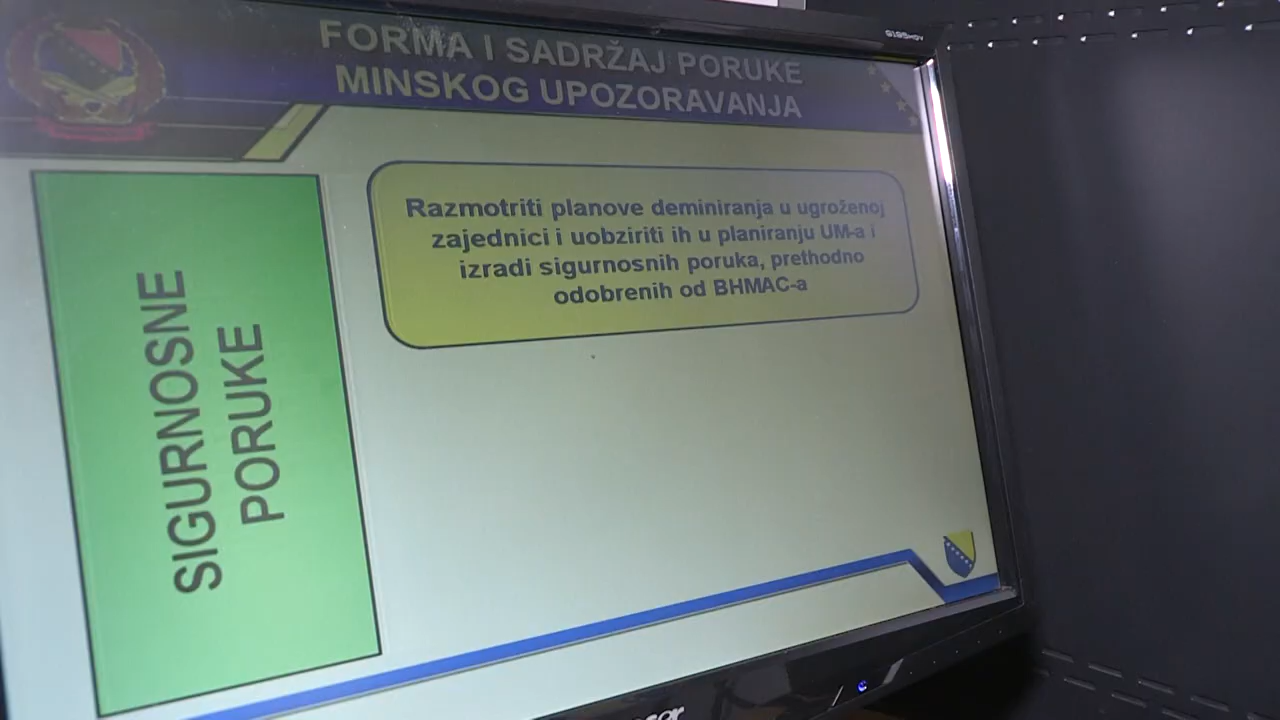 FORMA I SADRŽAJ PORUKE
MINSKOG UPOZORAVANJA
SIGURNOSNE
PORUKE
Razmotriti planove deminiranja u ugroženoj
zajednici i uobziriti ih u planiranju UM-a i
izradi sigurnosnih poruka, prethodno
odobrenih od BHMAC-a